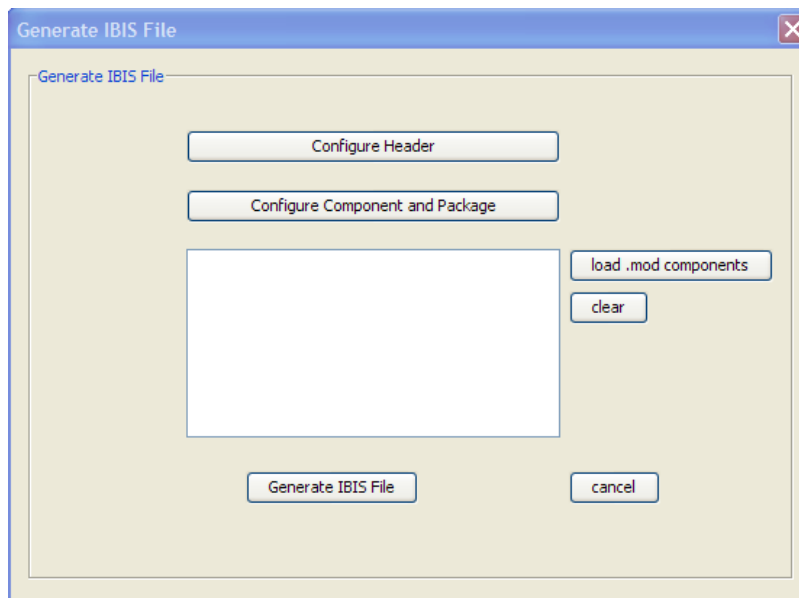 Generate IBIS File
Generate IBIS File
Configure Header
Configure Component and Package
load .mod components
clear
Generate IBIS File
cancel